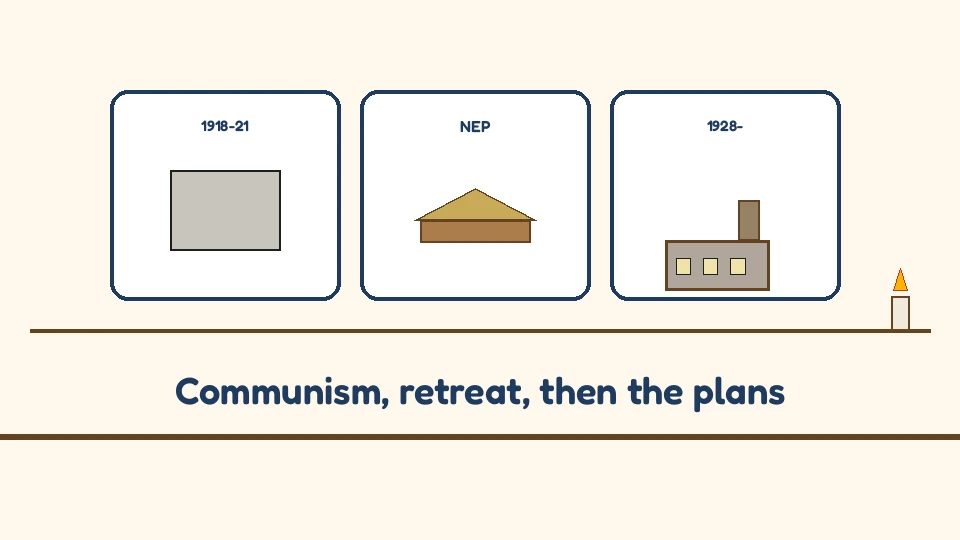 1918-21
NEP
1928-
Communism, retreat, then the plans